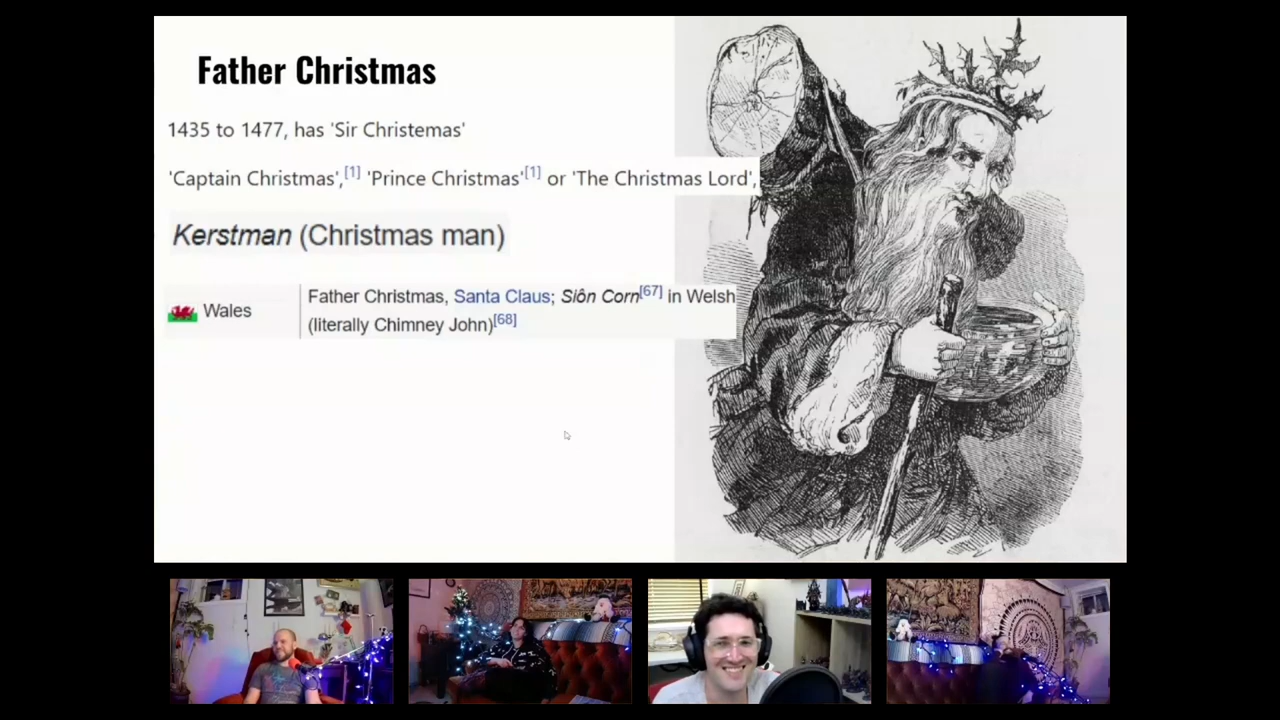 Father Christmas
1435 to 1477, has 'Sir Christemas'
'Captain Christmas',[1] 'Prince Christmas'[1] or 'The Christmas Lord',
Kerstman (Christmas man)
Wales
Father Christmas, Santa Claus; Siôn Corn[67] in Welsh
(literally Chimney John)[68]